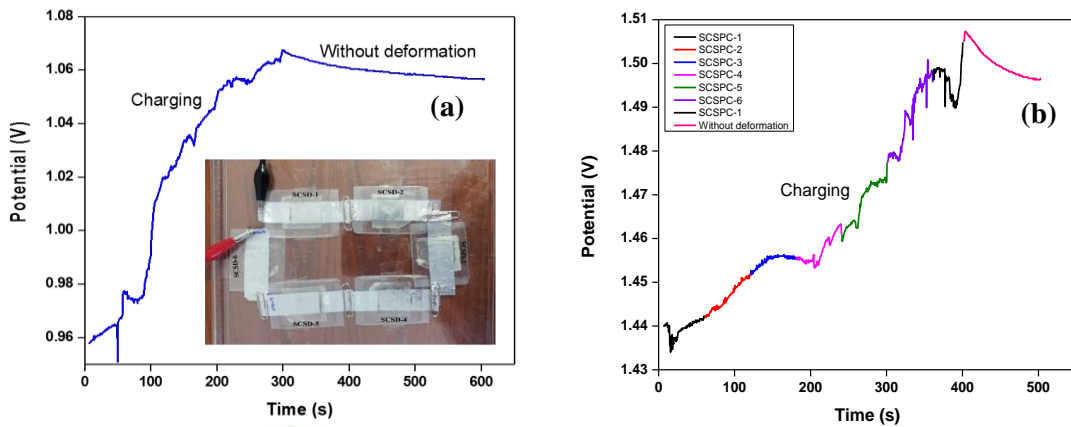 1.08
1.06
1.04
1.02
1.00
0.98
0.96
Potential (V)
0
100
200
300
400
500
600
Time (s)
Charging
Without deformation
(a)
SCSD-1
SCSD-2
SCSD-4
SCSD-5
SCSD-6
1.51
1.50
1.49
1.48
1.47
1.46
1.45
1.44
1.43
Potential (V)
0
100
200
300
400
500
Time (s)
SCSPC-1
SCSPC-2
SCSPC-3
SCSPC-4
SCSPC-5
SCSPC-6
SCSPC-1
Without deformation
Charging
(b)